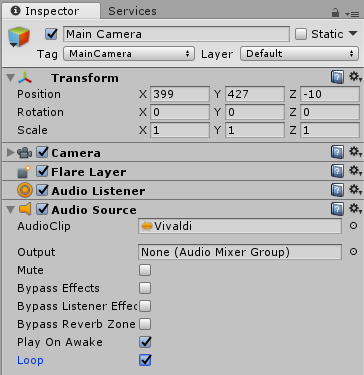 Inspector Services
Main Camera Static
Tag MainCamera Layer Default
Transform
Position X 399 Y 427 Z -10
Rotation X 0 Y 0 Z 0
Scale X 1 Y 1 Z 1
Camera
Flare Layer
Audio Listener
Audio Source
AudioClip Vivaldi
Output None (Audio Mixer Group)
Mute
Bypass Effects
Bypass Listener Effec
Bypass Reverb Zone
Play On Awake
Loop